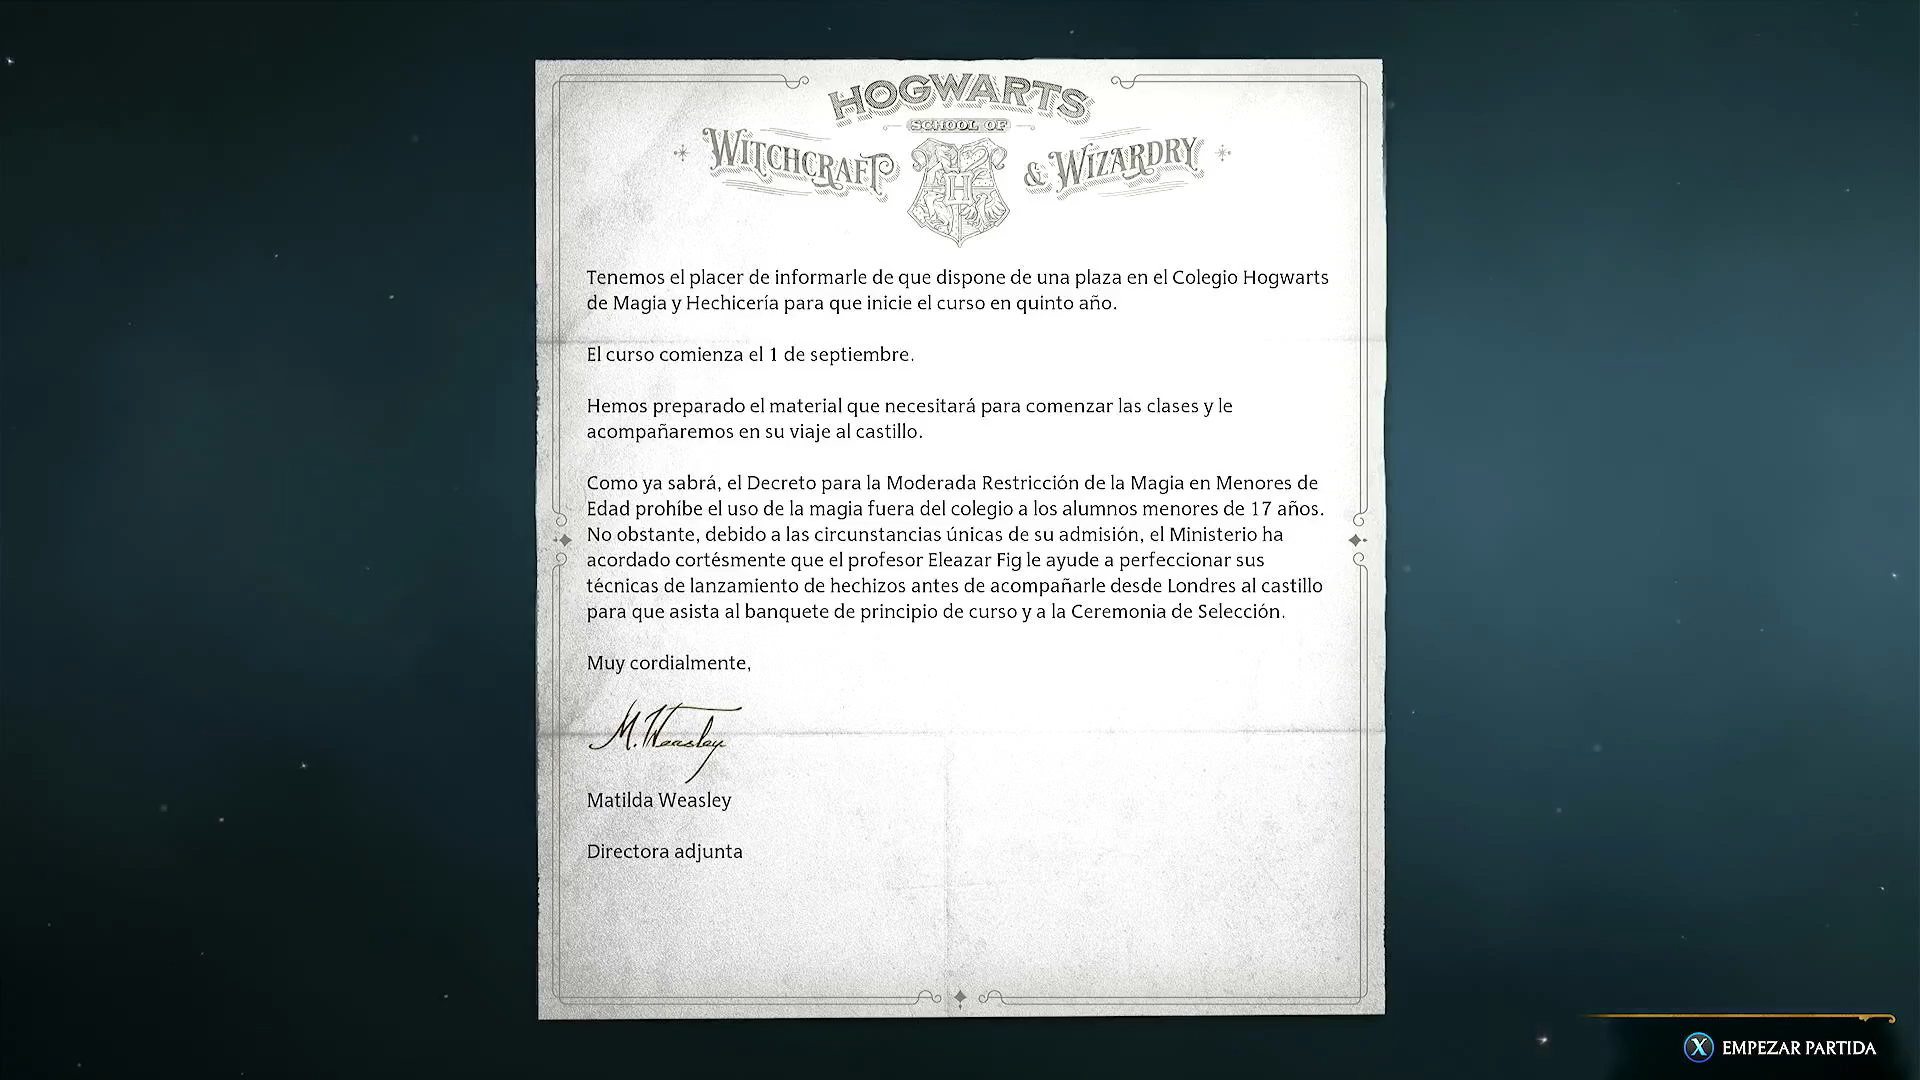 HOGWARTS
SCHOOL OF
WITCHCRAFT & WIZARDRY
H
Tenemos el placer de informarle de que dispone de una plaza en el Colegio Hogwarts
de Magia y Hechicería para que inicie el curso en quinto año.
El curso comienza el 1 de septiembre.
Hemos preparado el material que necesitará para comenzar las clases y le
acompañaremos en su viaje al castillo.
Como ya sabrá, el Decreto para la Moderada Restricción de la Magia en Menores de
Edad prohíbe el uso de la magia fuera del colegio a los alumnos menores de 17 años.
No obstante, debido a las circunstancias únicas de su admisión, el Ministerio ha
acordado cortésmente que el profesor Eleazar Fig le ayude a perfeccionar sus
técnicas de lanzamiento de hechizos antes de acompañarle desde Londres al castillo
para que asista al banquete de principio de curso y a la Ceremonia de Selección.
Muy cordialmente,
M. Weasley
Matilda Weasley
Directora adjunta
X EMPEZAR PARTIDA